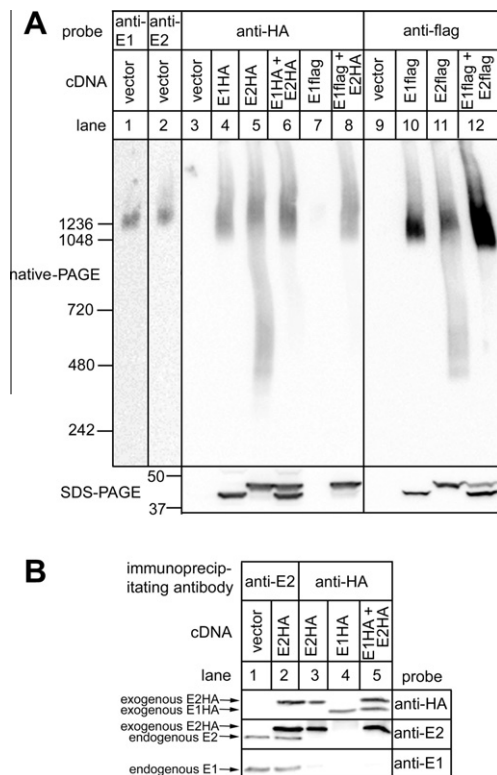 A
probe anti-E1 anti-E2 anti-HA anti-flag
cDNA vector vector vector E1HA E2HA E1HA + E2HA E1flag E1flag + E2HA vector E1flag E2flag E1flag + E2flag
lane 1 2 3 4 5 6 7 8 9 10 11 12
1236
1048
native-PAGE
720
480
242
SDS-PAGE 50
37
B
immunoprecip-
itating antibody anti-E2 anti-HA
cDNA vector E2HA E2HA E1HA E1HA + E2HA
lane 1 2 3 4 5 probe
exogenous E2HA
exogenous E1HA anti-HA
exogenous E2HA
endogenous E2 anti-E2
endogenous E1 anti-E1